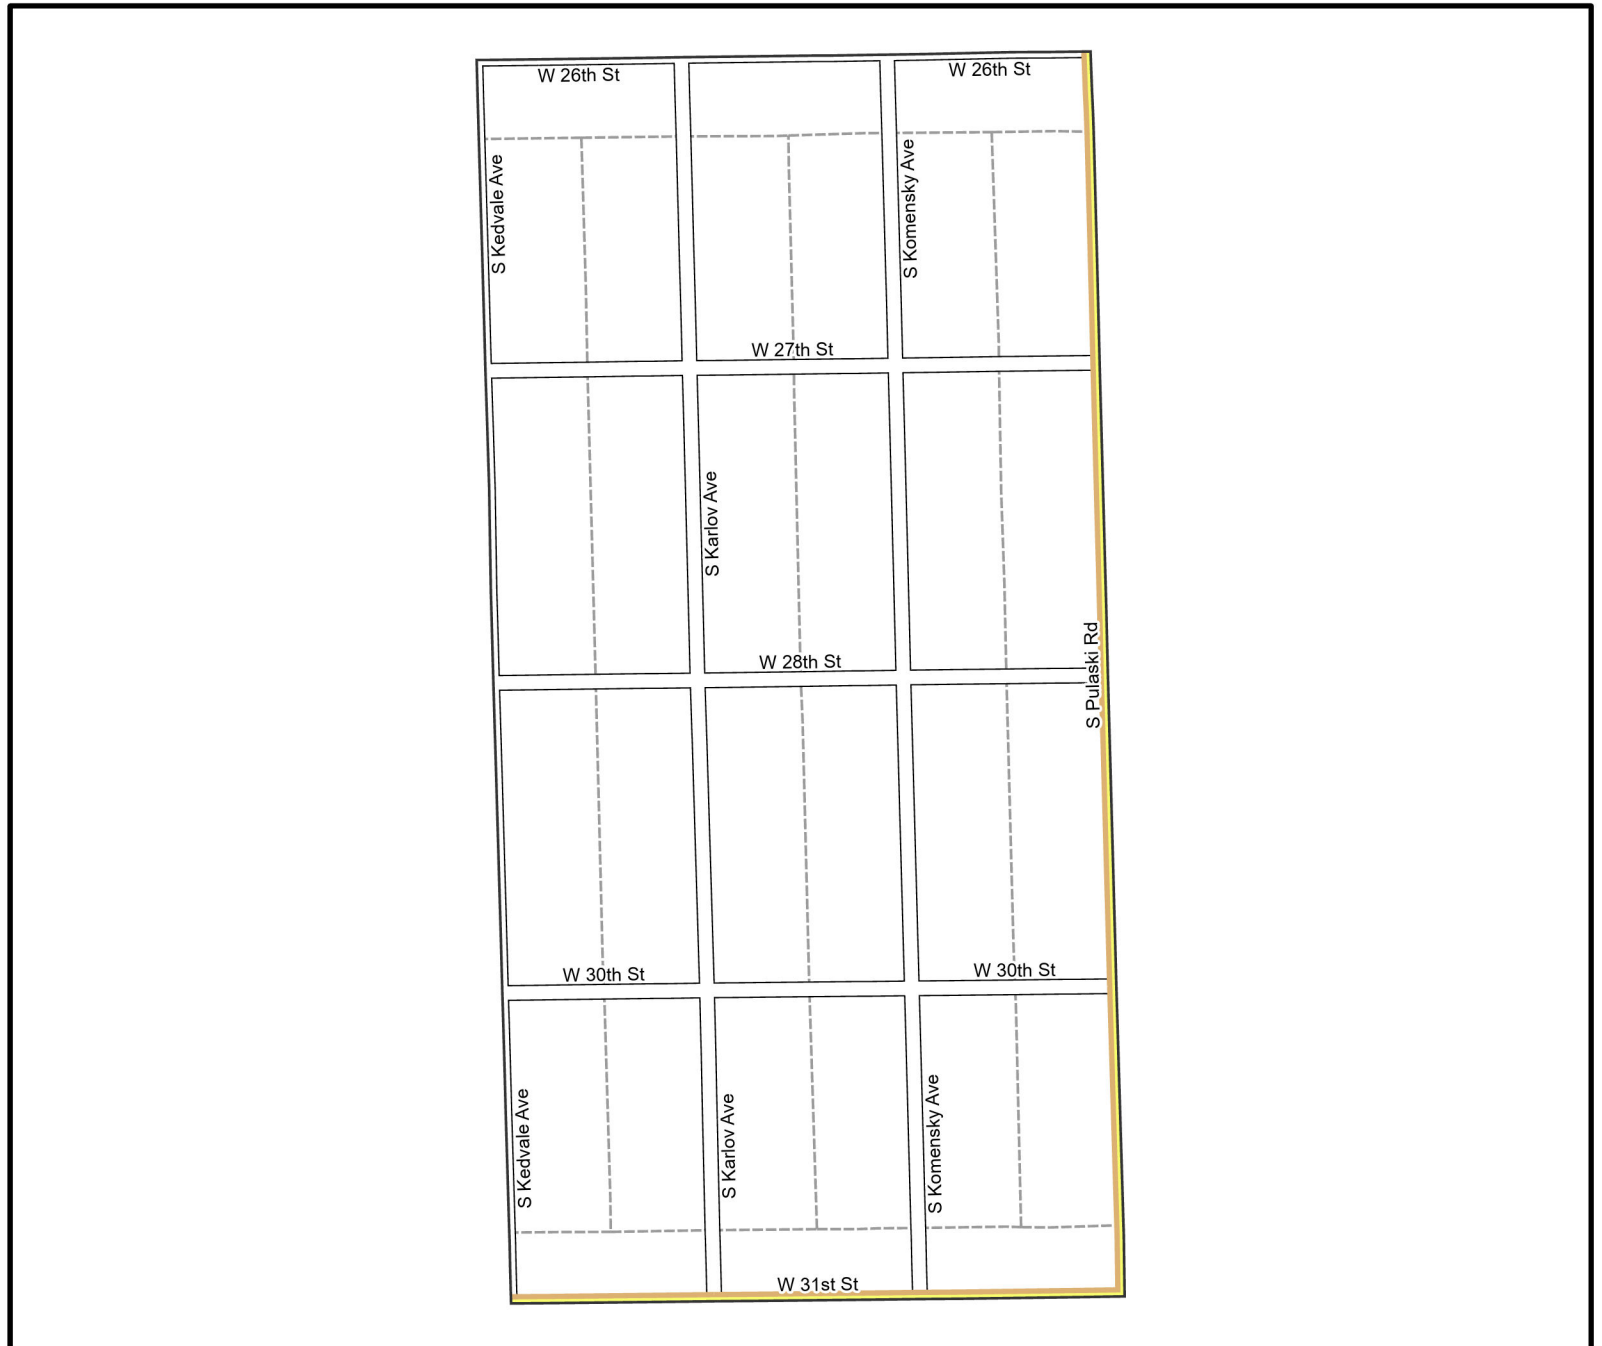 W 26th St
W 26th St
S Kedvale Ave
S Komensky Ave
W 27th St
S Karlov Ave
W 28th St
S Pulaski Rd
W 30th St
W 30th St
S Kedvale Ave
S Karlov Ave
S Komensky Ave
W 31st St